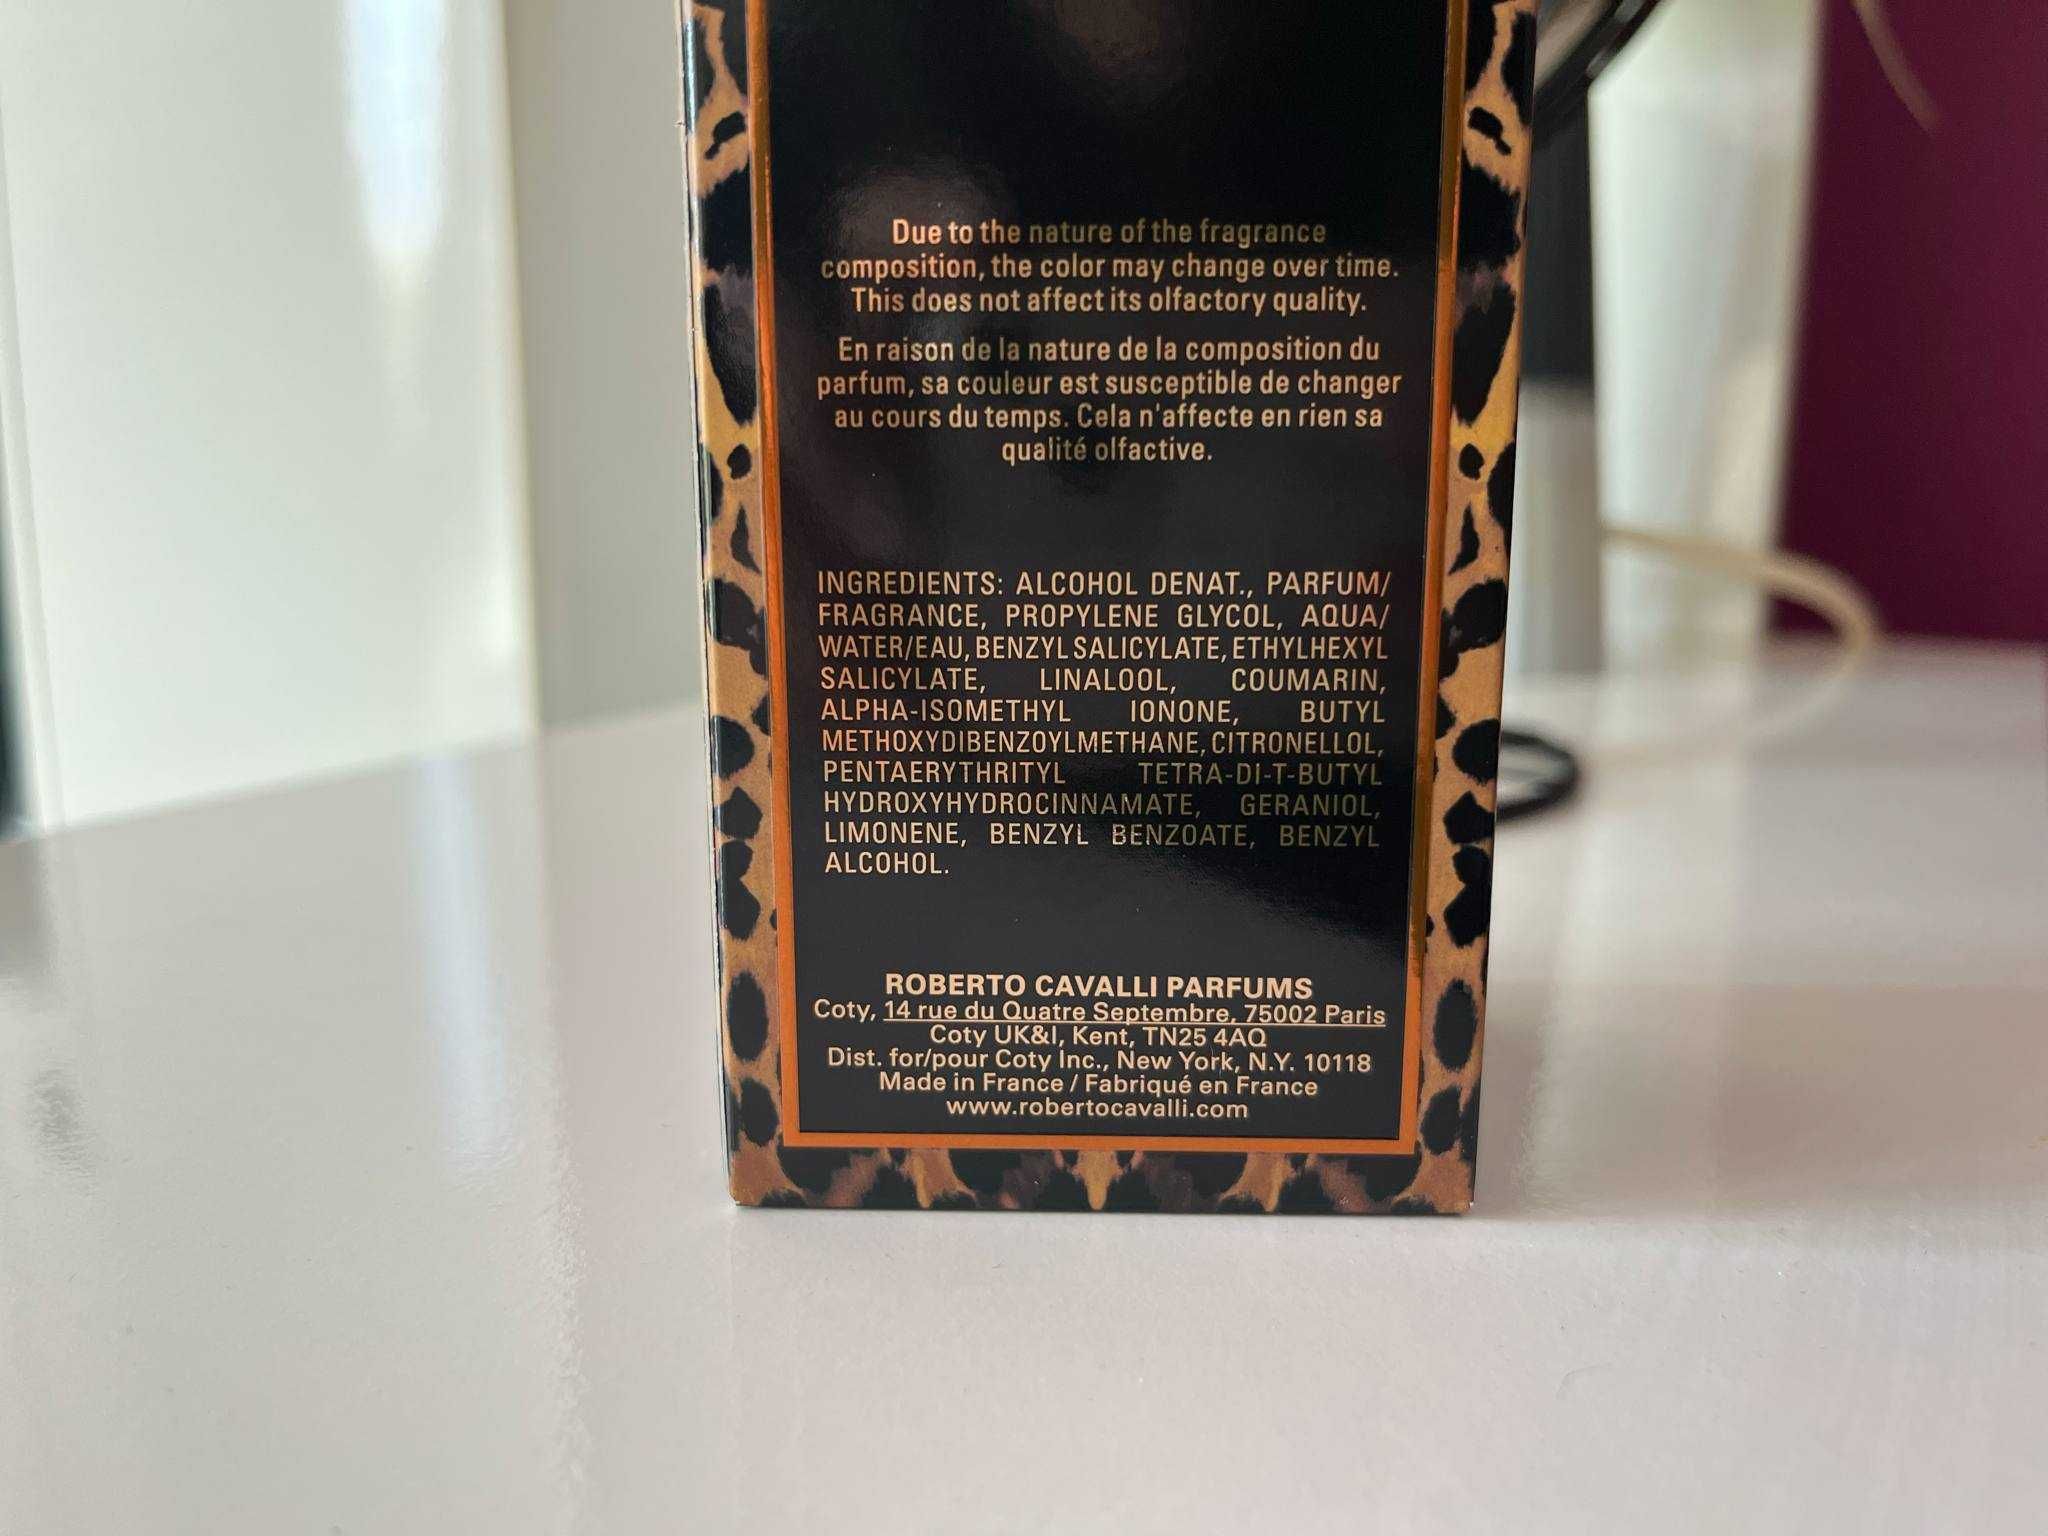 Due to the nature of the fragrance
composition, the color may change over time.
This does not affect its olfactory quality.
En raison de la nature de la composition du
parfum, sa couleur est susceptible de changer
au cours du temps. Cela n'affecte en rien sa
qualité olfactive.
INGREDIENTS: ALCOHOL DENAT., PARFUM/
FRAGRANCE, PROPYLENE GLYCOL, AQUA/
WATER/EAU, BENZYL SALICYLATE, ETHYLHEXYL
SALICYLATE, LINALOOL, COUMARIN,
ALPHA-ISOMETHYL IONONE, BUTYL
METHOXYDIBENZOYLMETHANE, CITRONELLOL,
PENTAERYTHRITYL TETRA-DI-T-BUTYL
HYDROXYHYDROCINNAMATE, GERANIOL,
LIMONENE, BENZYL BENZOATE, BENZYL
ALCOHOL.
ROBERTO CAVALLI PARFUMS
Coty, 14 rue du Quatre Septembre, 75002 Paris
Coty UK&I, Kent, TN25 4AQ
Dist. for/pour Coty Inc., New York, N.Y. 10118
Made in France / Fabriqué en France
www.robertocavalli.com